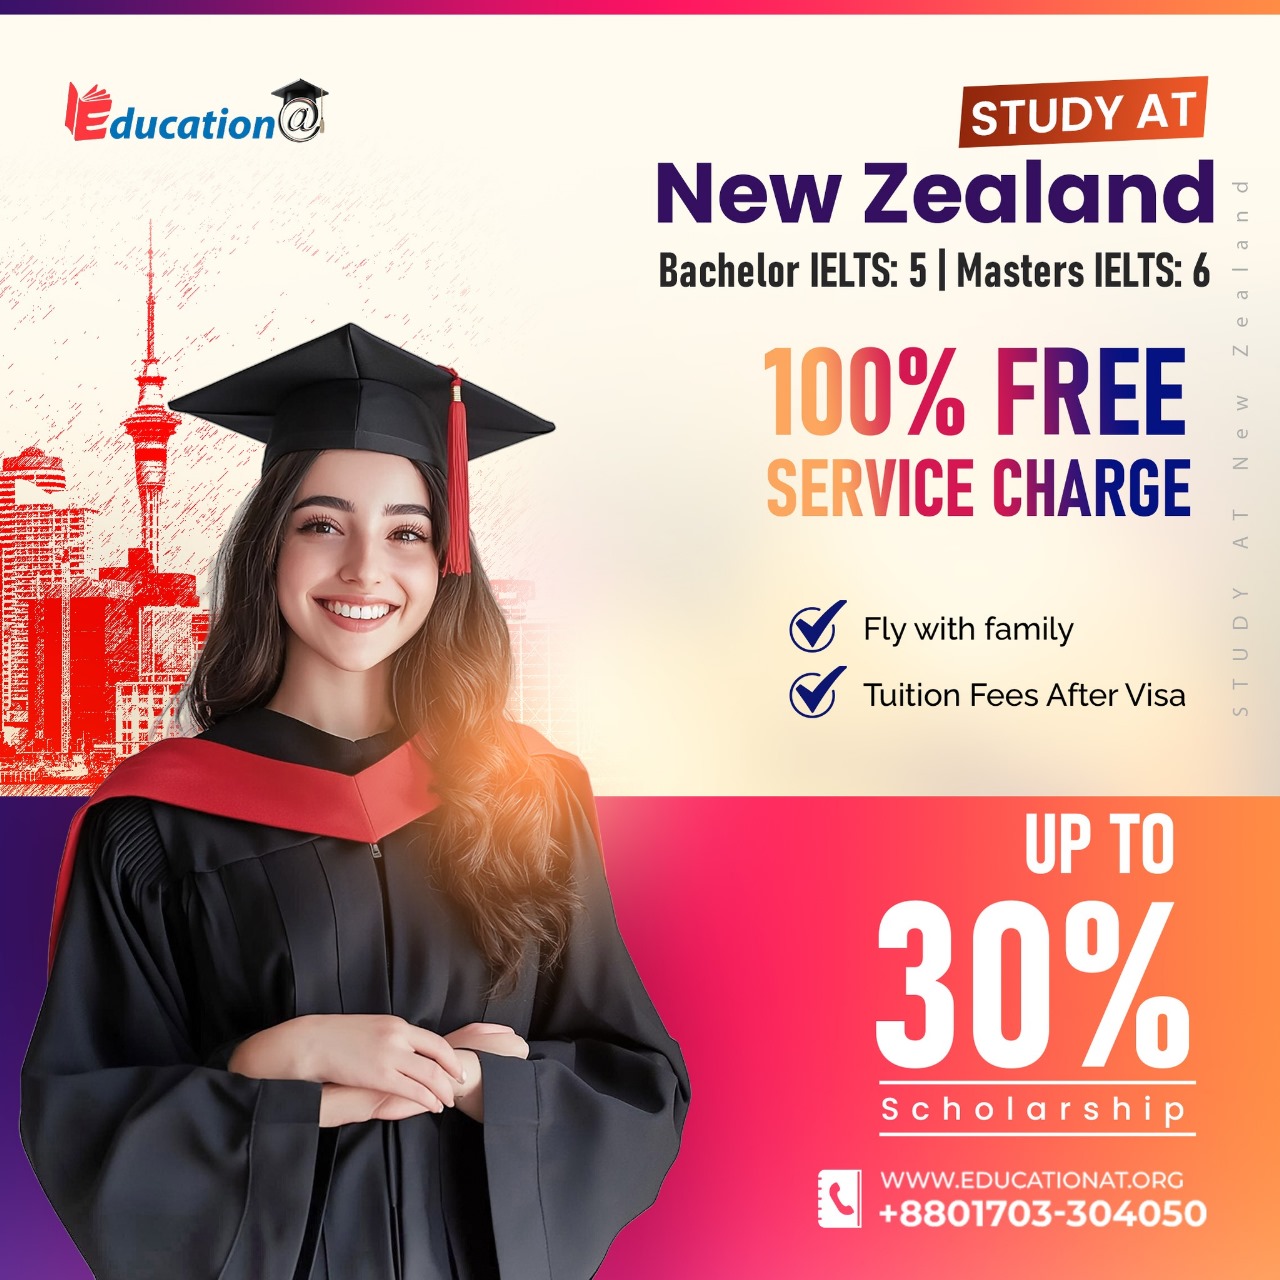 Education@
STUDY AT
New Zealand
Bachelor IELTS: 5 | Masters IELTS: 6
100% FREE
SERVICE CHARGE
Fly with family
Tuition Fees After Visa
STUDY AT New Zealand
UP TO
30%
Scholarship
WWW.EDUCATIONAT.ORG
+8801703-304050